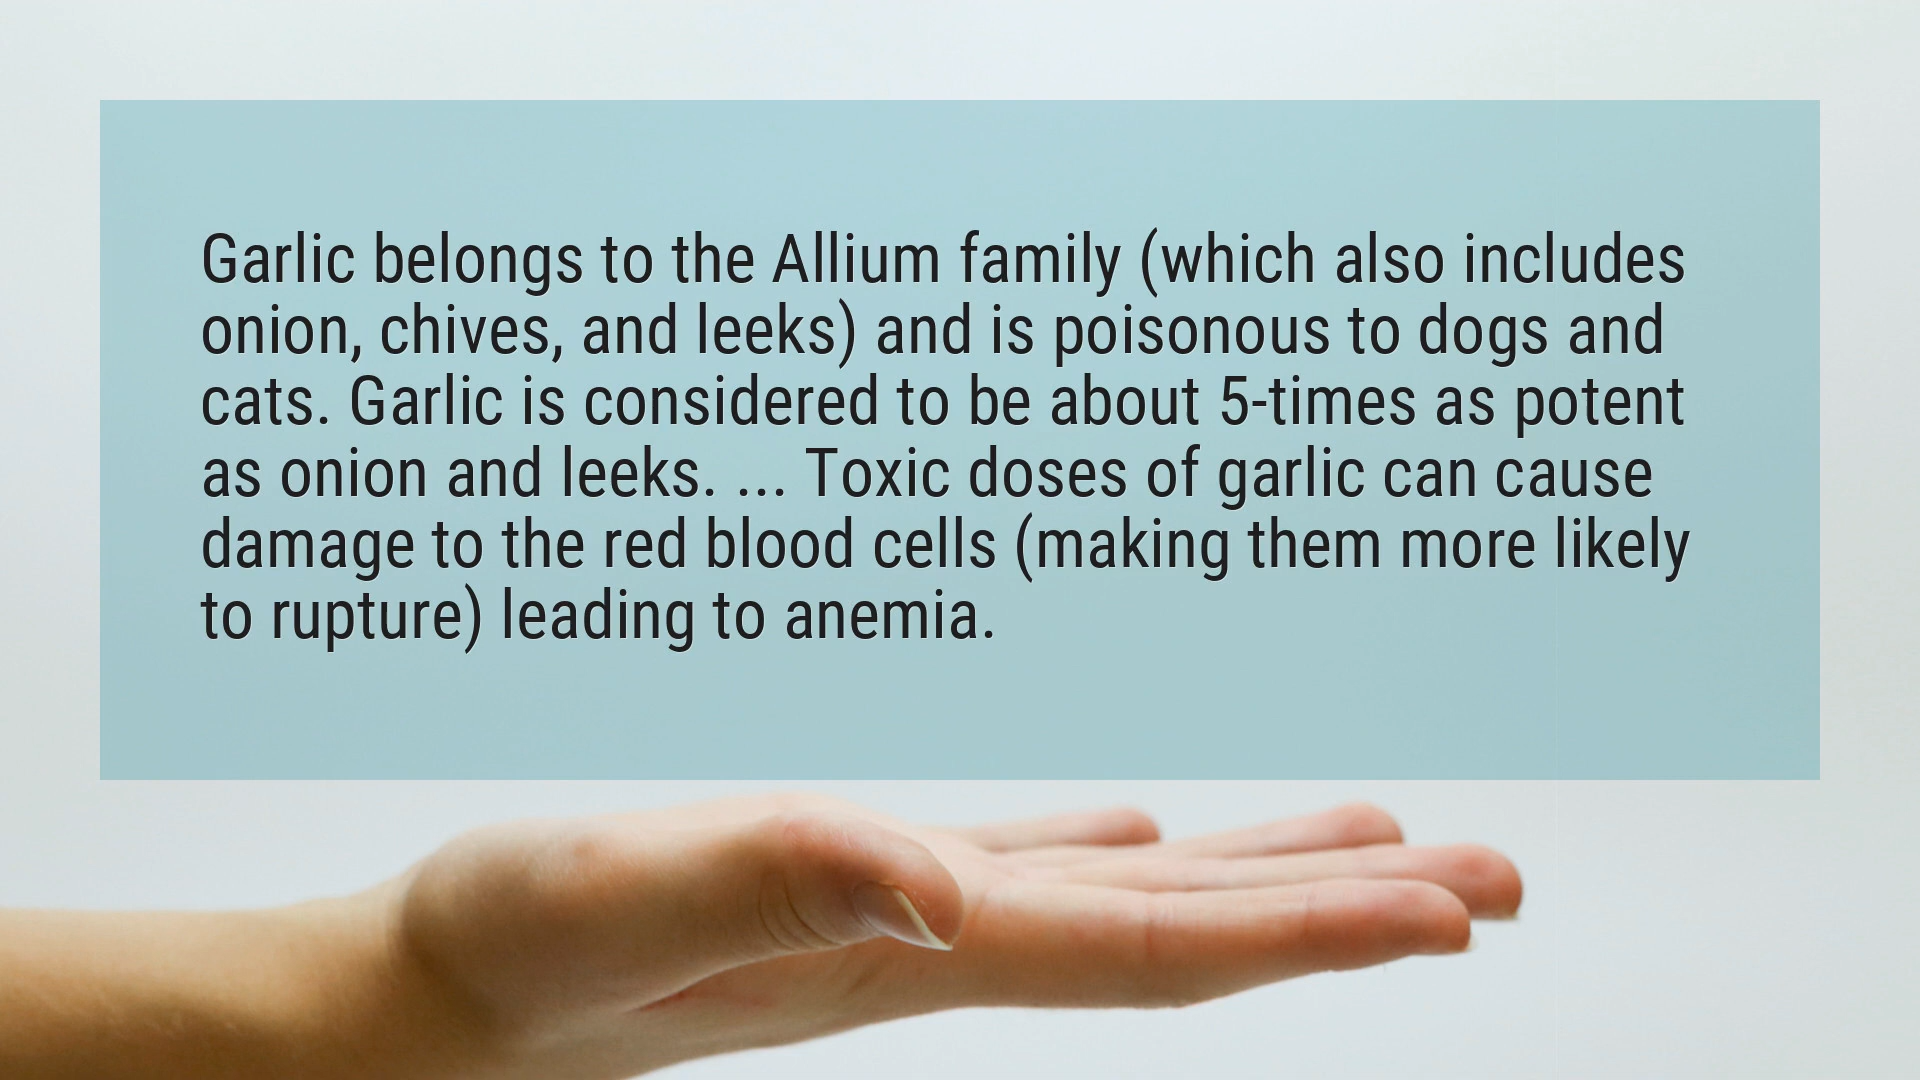 Garlic belongs to the Allium family (which also includes
onion, chives, and leeks) and is poisonous to dogs and
cats. Garlic is considered to be about 5-times as potent
as onion and leeks. ... Toxic doses of garlic can cause
damage to the red blood cells (making them more likely
to rupture) leading to anemia.